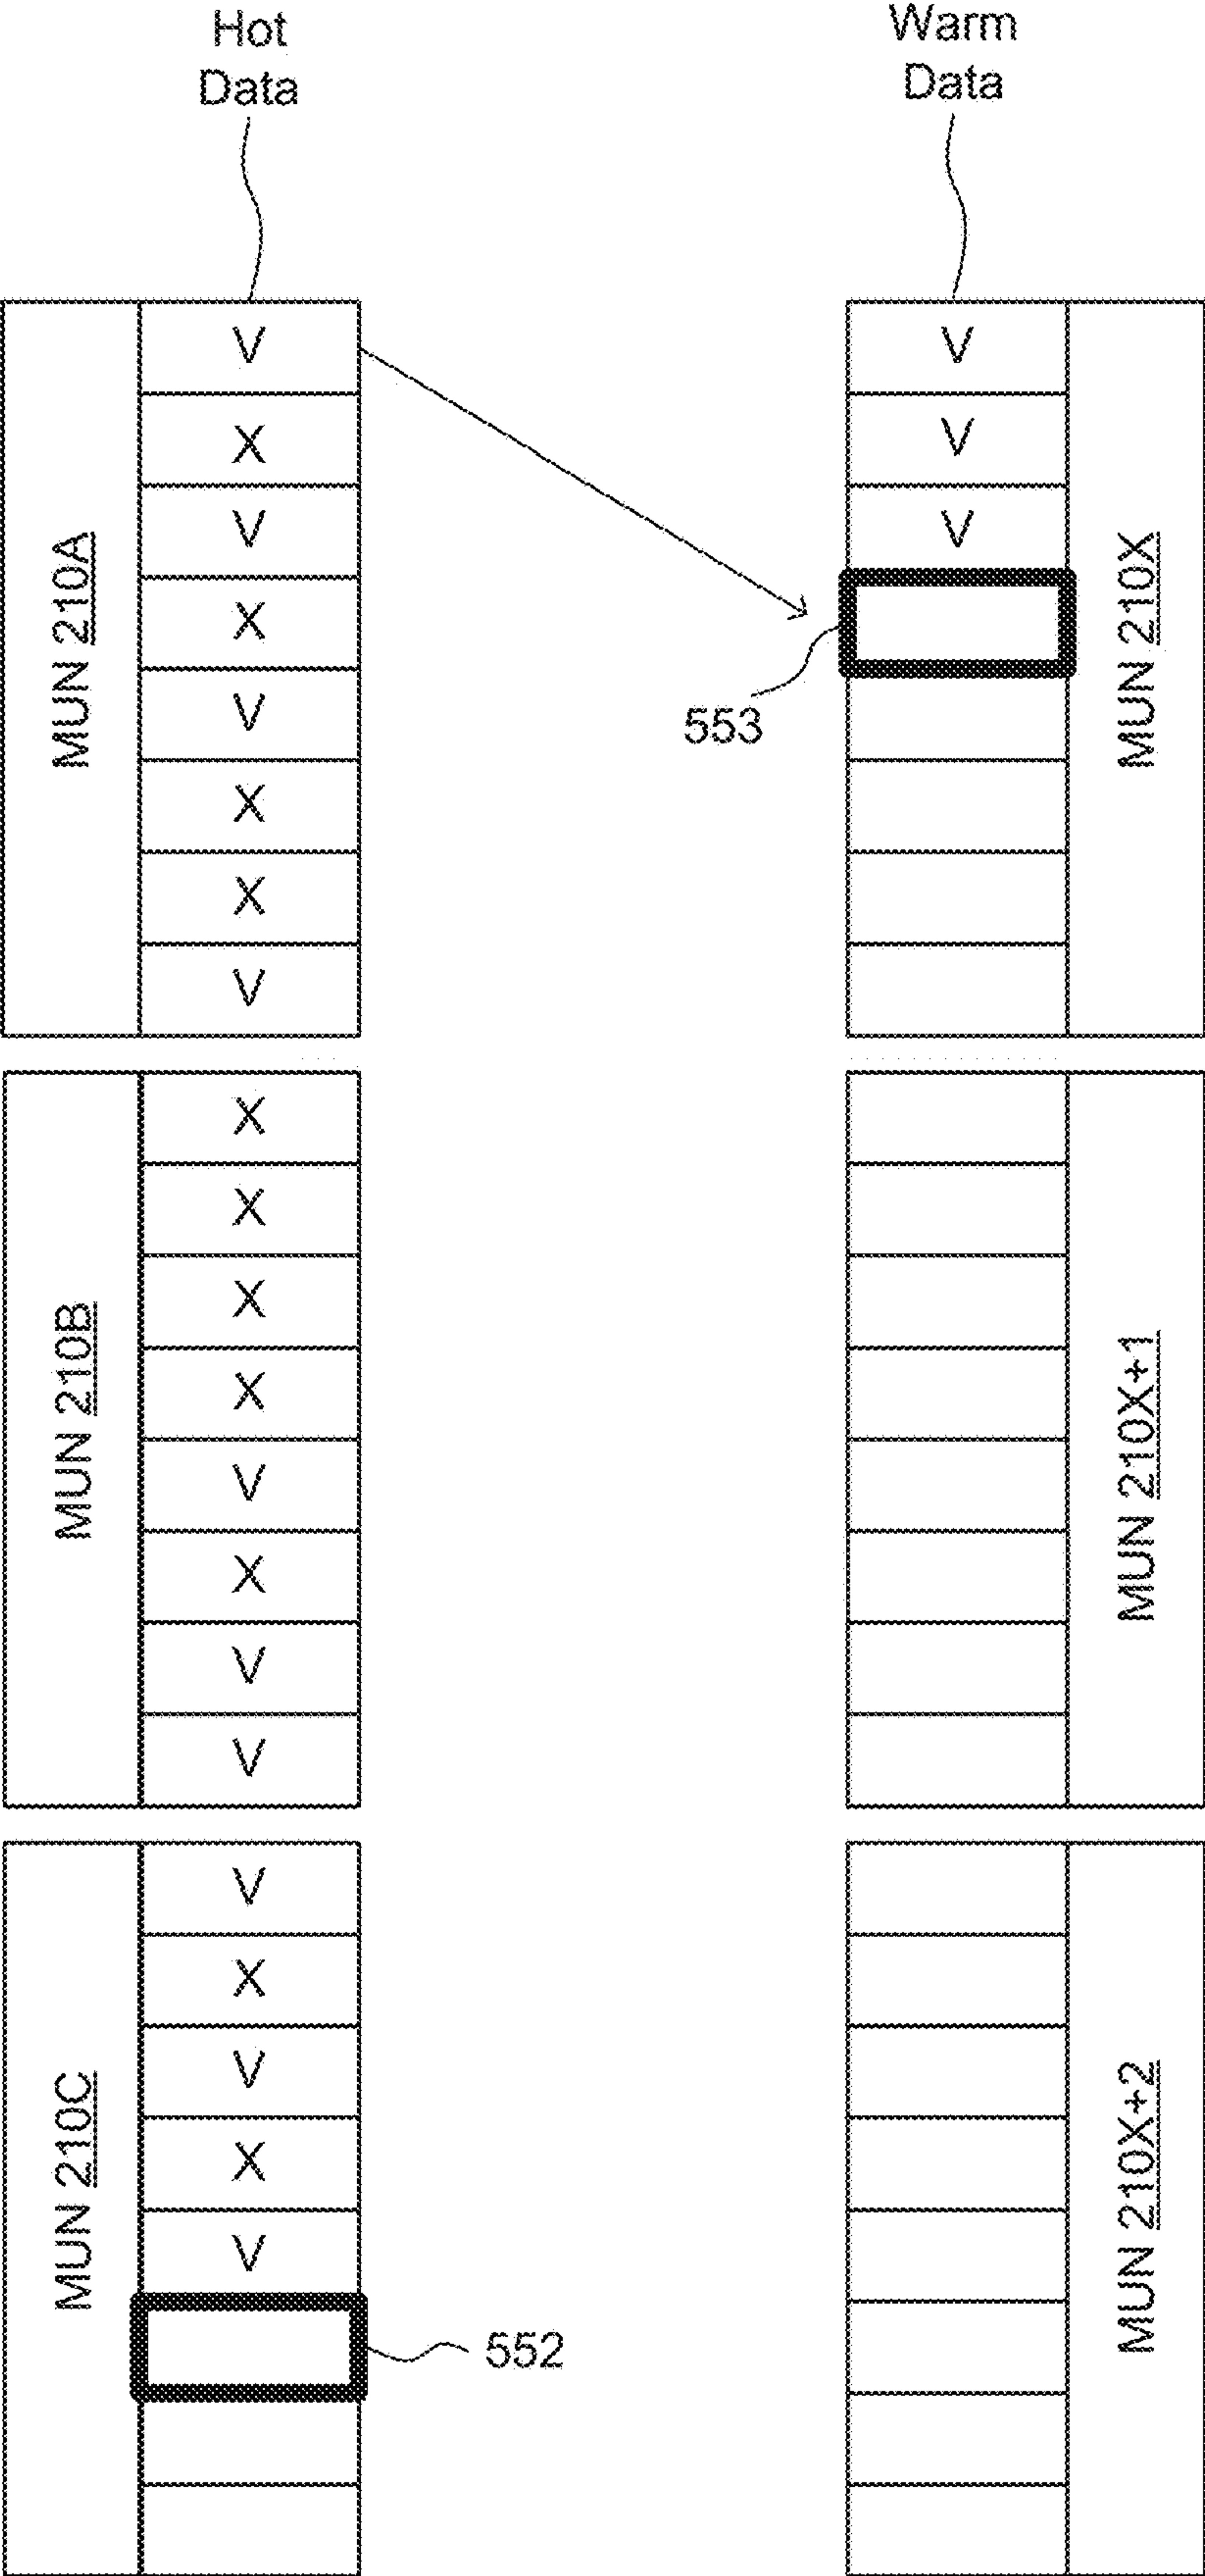 Hot
Data
Warm
Data
MUN 210A
V
X
V
X
V
X
X
V
MUN 210B
X
X
X
X
V
X
V
V
MUN 210C
V
X
V
X
V
552
V
V
V
553
MUN 210X
MUN 210X+1
MUN 210X+2